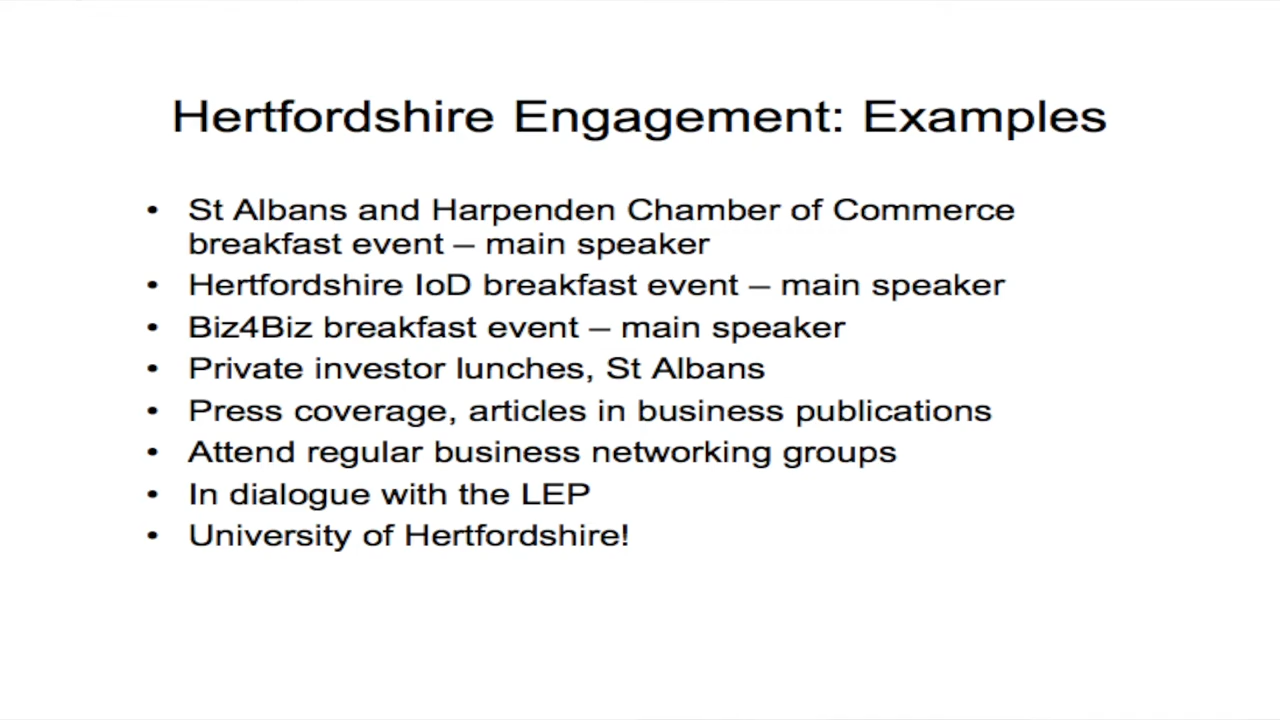 Hertfordshire Engagement: Examples
• St Albans and Harpenden Chamber of Commerce
breakfast event – main speaker
• Hertfordshire IoD breakfast event – main speaker
• Biz4Biz breakfast event – main speaker
• Private investor lunches, St Albans
• Press coverage, articles in business publications
• Attend regular business networking groups
• In dialogue with the LEP
• University of Hertfordshire!